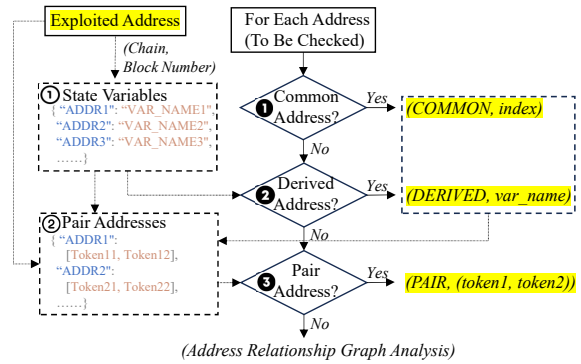 Exploited Address
(Chain,
Block Number)
① State Variables
{ “ADDR1”: “VAR_NAME1”,
“ADDR2”: “VAR_NAME2”,
“ADDR3”: “VAR_NAME3”,
......}
② Pair Addresses
{ “ADDR1”:
[Token11, Token12],
“ADDR2”:
[Token21, Token22],
......}
For Each Address
(To Be Checked)
❶ Common
Address?
Yes
(COMMON, index)
No
❷ Derived
Address?
Yes
(DERIVED, var_name)
No
❸ Pair
Address?
Yes
(PAIR, (token1, token2))
No
(Address Relationship Graph Analysis)